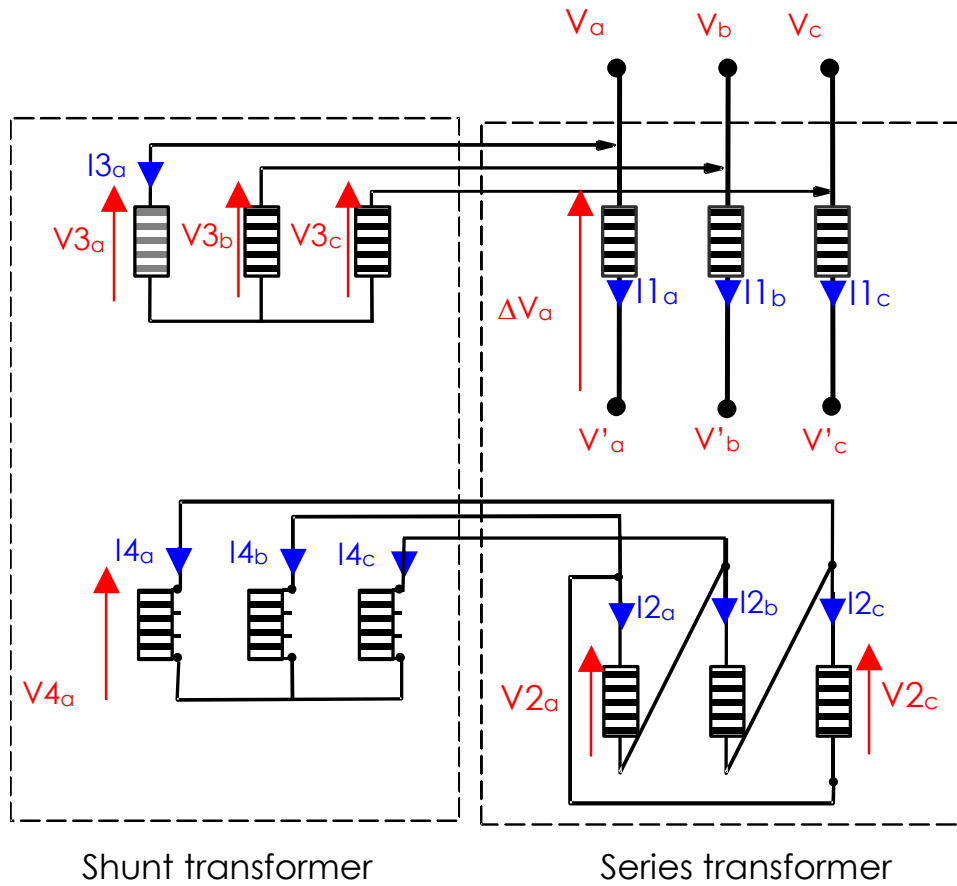 Va Vb Vc
I3a
V3a V3b V3c
I1a I1b I1c
ΔVa
V'a V'b V'c
I4a I4b I4c
I2a I2b I2c
V4a V2a V2c
Shunt transformer Series transformer